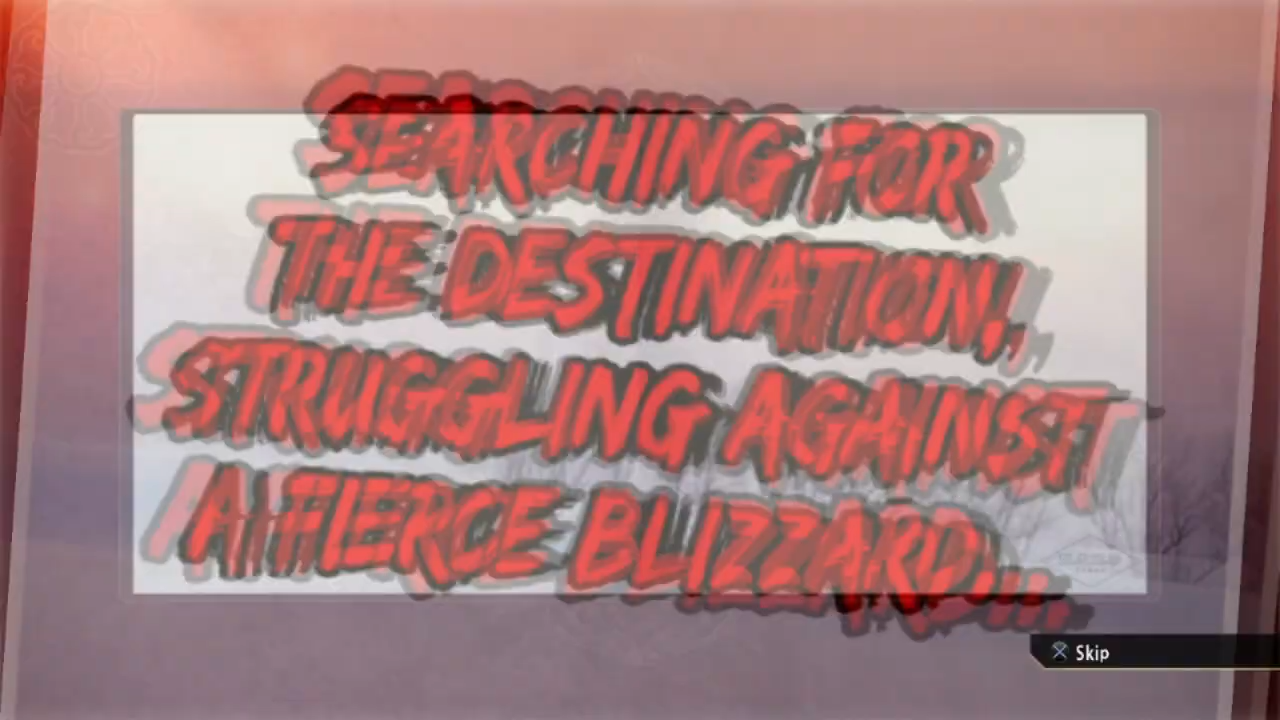 SEARCHING FOR
THE DESTINATION,
STRUGGLING AGAINST
A FIERCE BLIZZARD...
Skip